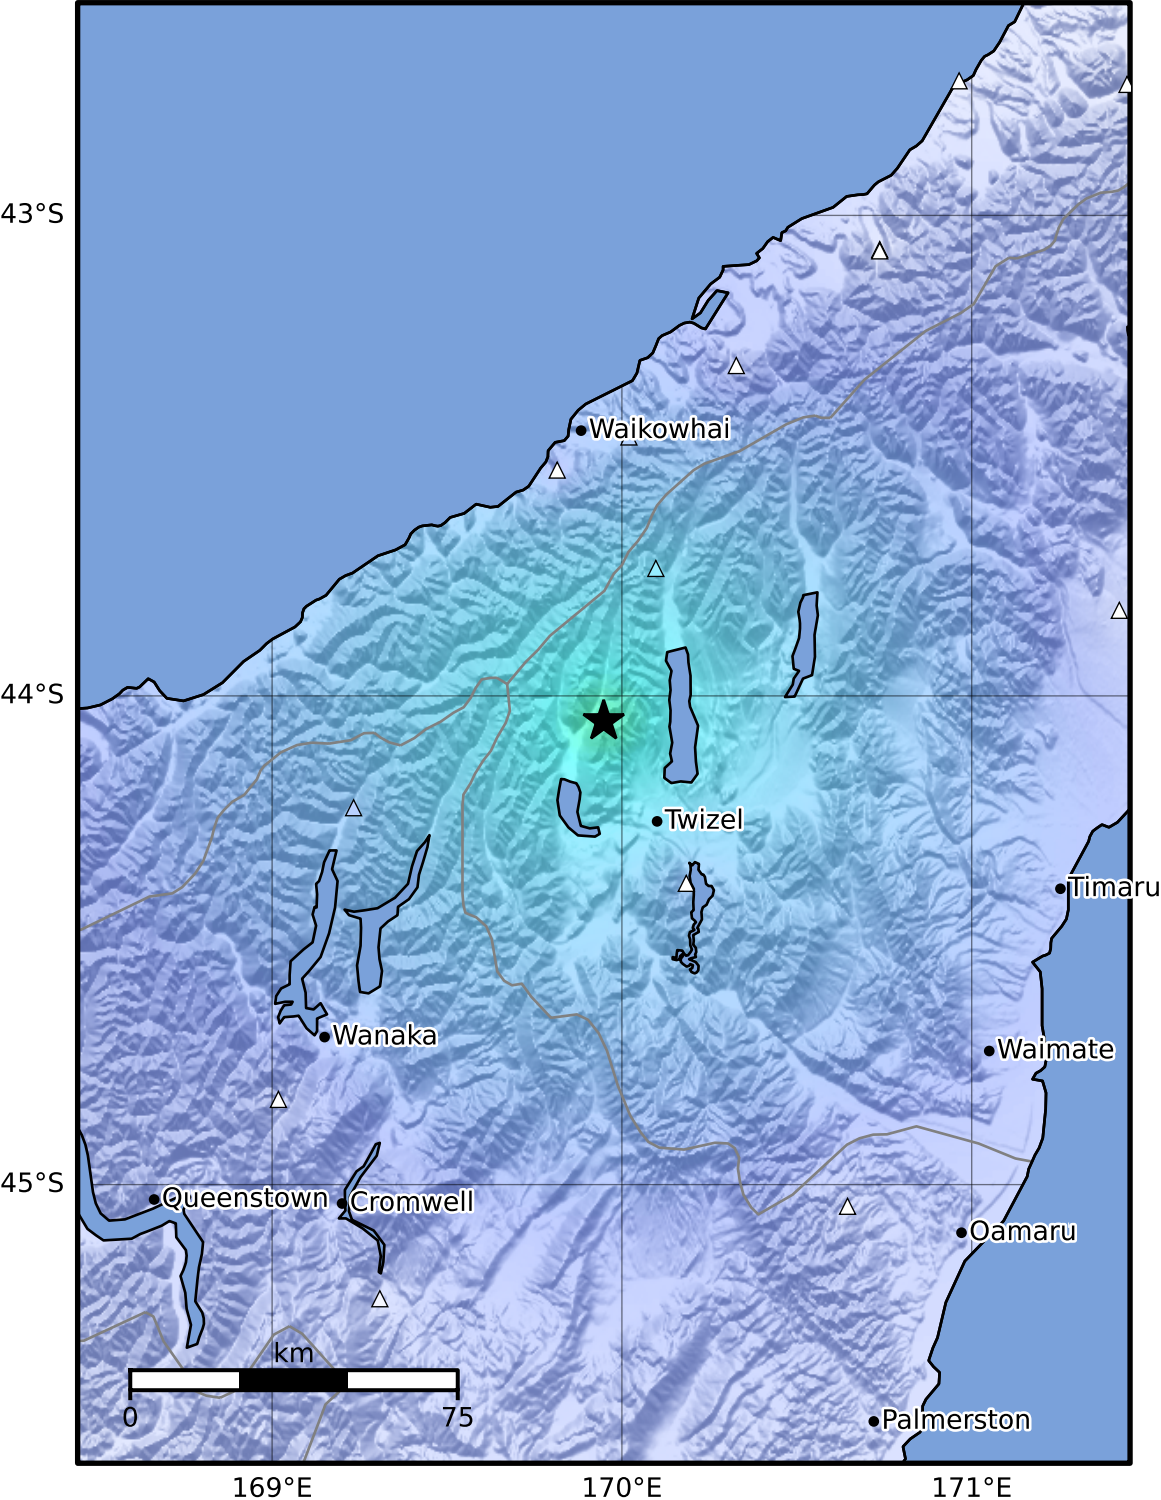 43°S
Waikowhai
44°S
Twizel
Timaru
Wanaka
Waimate
45°S
Queenstown
Cromwell
Oamaru
km
0
75
Palmerston
169°E
170°E
171°E